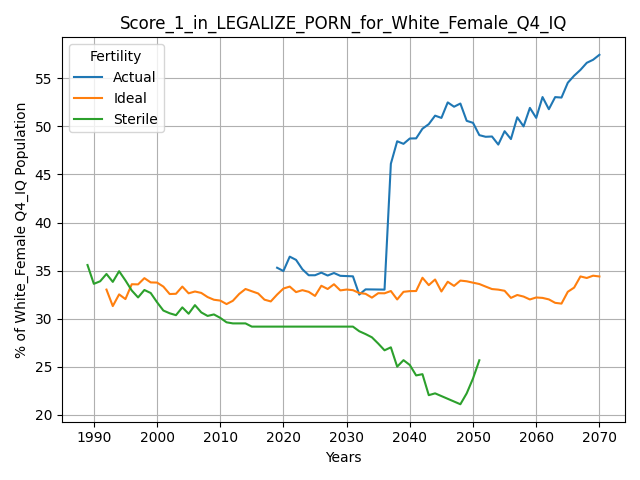 Score_1_in_LEGALIZE_PORN_for_White_Female_Q4_IQ
Fertility
Actual
Ideal
Sterile
% of White_Female Q4_IQ Population
55
50
45
40
35
30
25
20
1990 2000 2010 2020 2030 2040 2050 2060 2070
Years